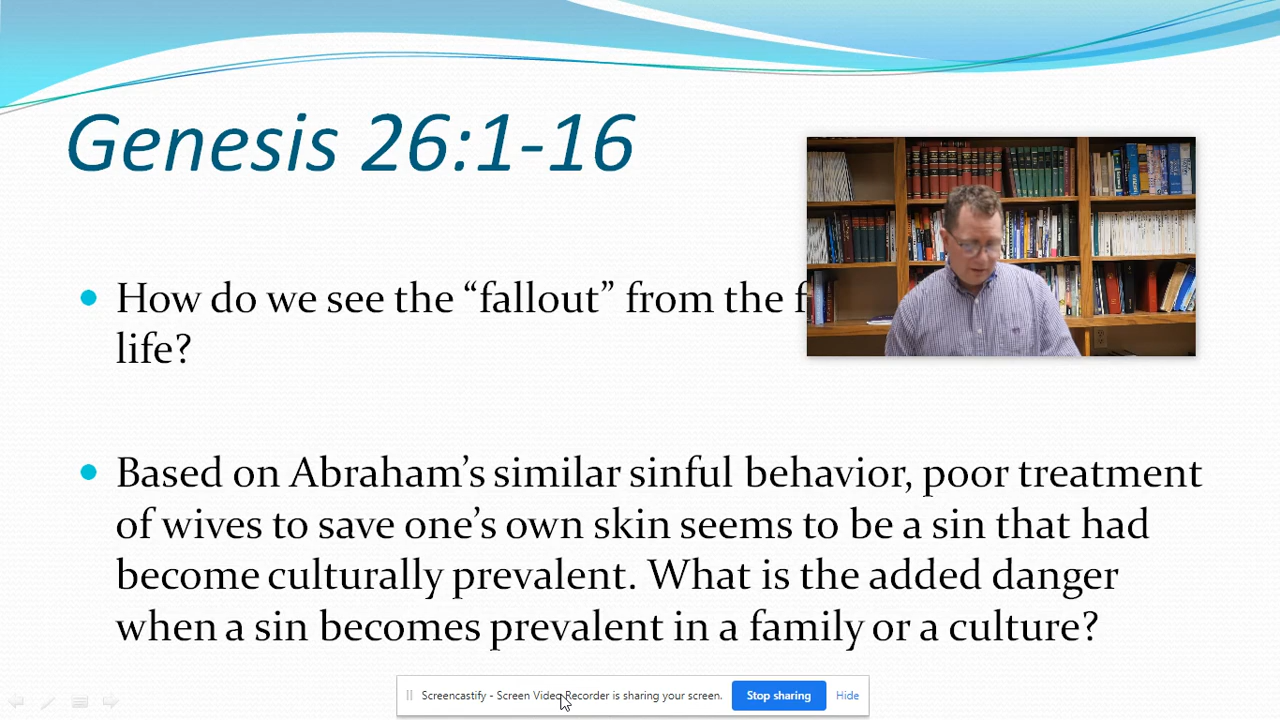 Genesis 26:1-16
How do we see the “fallout” from the
life?
Based on Abraham’s similar sinful behavior, poor treatment
of wives to save one’s own skin seems to be a sin that had
become culturally prevalent. What is the added danger
when a sin becomes prevalent in a family or a culture?
Screencastify - Screen Video Recorder is sharing your screen. Stop sharing Hide